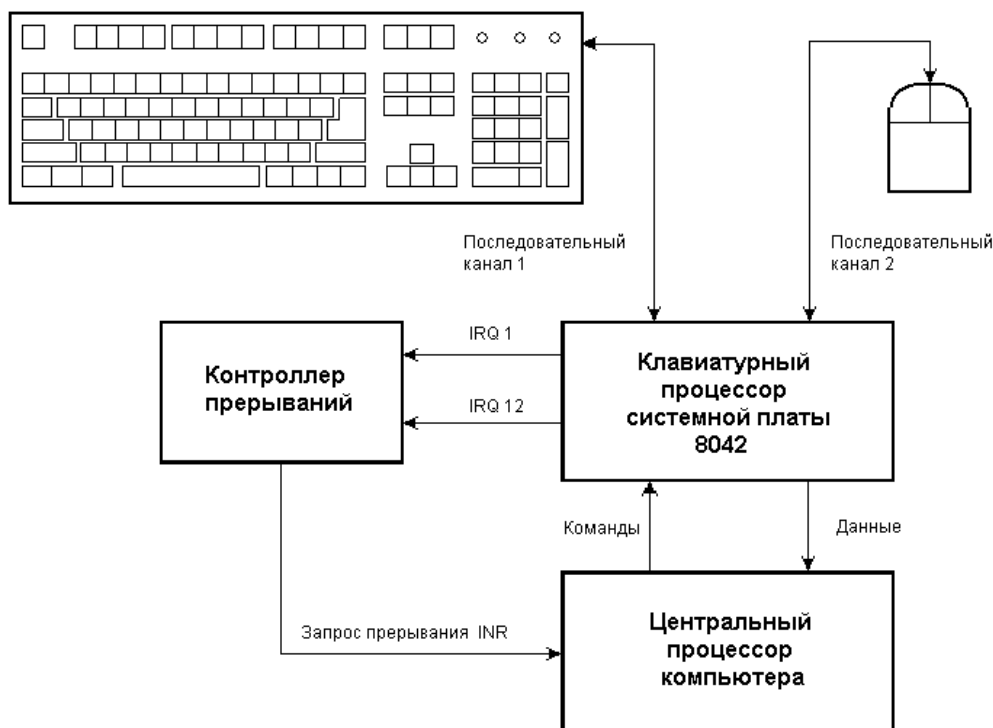 Последовательный
канал 1
Последовательный
канал 2
IRQ 1
IRQ 12
Контроллер
прерываний
Клавиатурный
процессор
системной платы
8042
Команды
Данные
Запрос прерывания INR
Центральный
процессор
компьютера